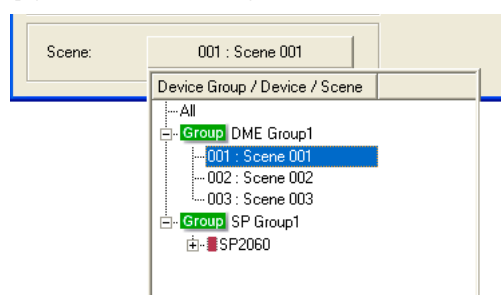 Scene: 001 : Scene 001
Device Group / Device / Scene
All
Group DME Group1
001 : Scene 001
002 : Scene 002
003 : Scene 003
Group SP Group1
SP2060